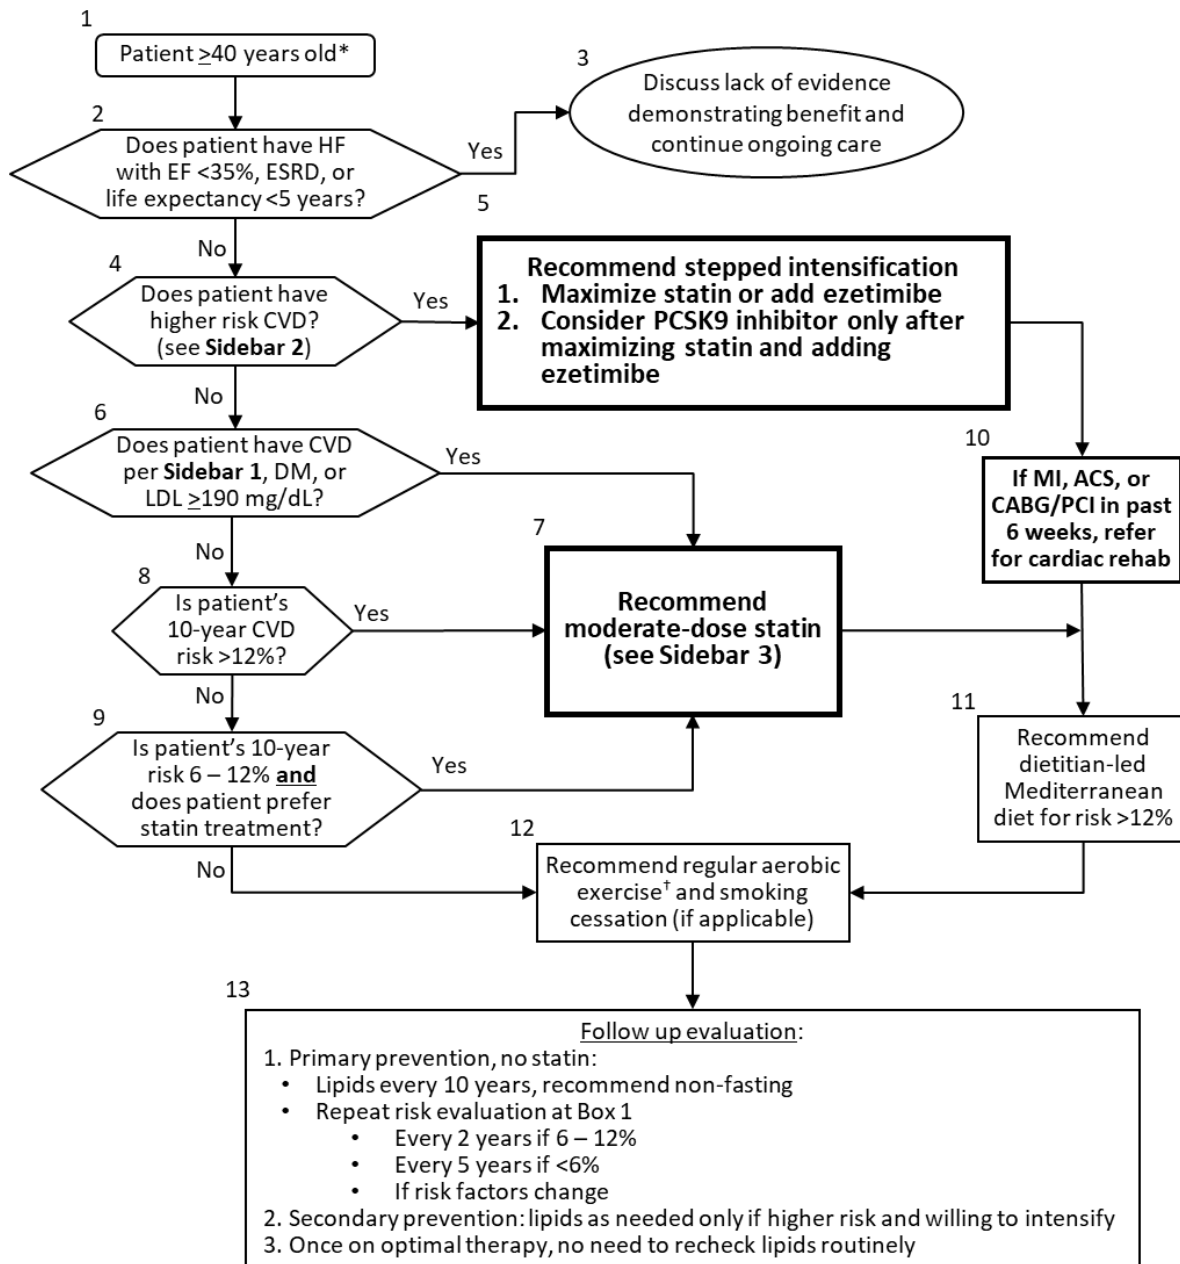 1
Patient ≥40 years old*
2
Does patient have HF
with EF <35%, ESRD, or
life expectancy <5 years?
Yes
3
Discuss lack of evidence
demonstrating benefit and
continue ongoing care
No
4
Does patient have
higher risk CVD?
(see Sidebar 2)
Yes
5
Recommend stepped intensification
1. Maximize statin or add ezetimibe
2. Consider PCSK9 inhibitor only after
maximizing statin and adding
ezetimibe
No
6
Does patient have CVD
per Sidebar 1, DM, or
LDL ≥190 mg/dL?
Yes
No
7
Recommend
moderate-dose statin
(see Sidebar 3)
8
Is patient's
10-year CVD
risk >12%?
Yes
No
9
Is patient's 10-year
risk 6 – 12% and
does patient prefer
statin treatment?
Yes
No
10
If MI, ACS, or
CABG/PCI in past
6 weeks, refer
for cardiac rehab
11
Recommend
dietitian-led
Mediterranean
diet for risk >12%
12
Recommend regular aerobic
exercise† and smoking
cessation (if applicable)
13
Follow up evaluation:
1. Primary prevention, no statin:
• Lipids every 10 years, recommend non-fasting
• Repeat risk evaluation at Box 1
• Every 2 years if 6 – 12%
• Every 5 years if <6%
• If risk factors change
2. Secondary prevention: lipids as needed only if higher risk and willing to intensify
3. Once on optimal therapy, no need to recheck lipids routinely